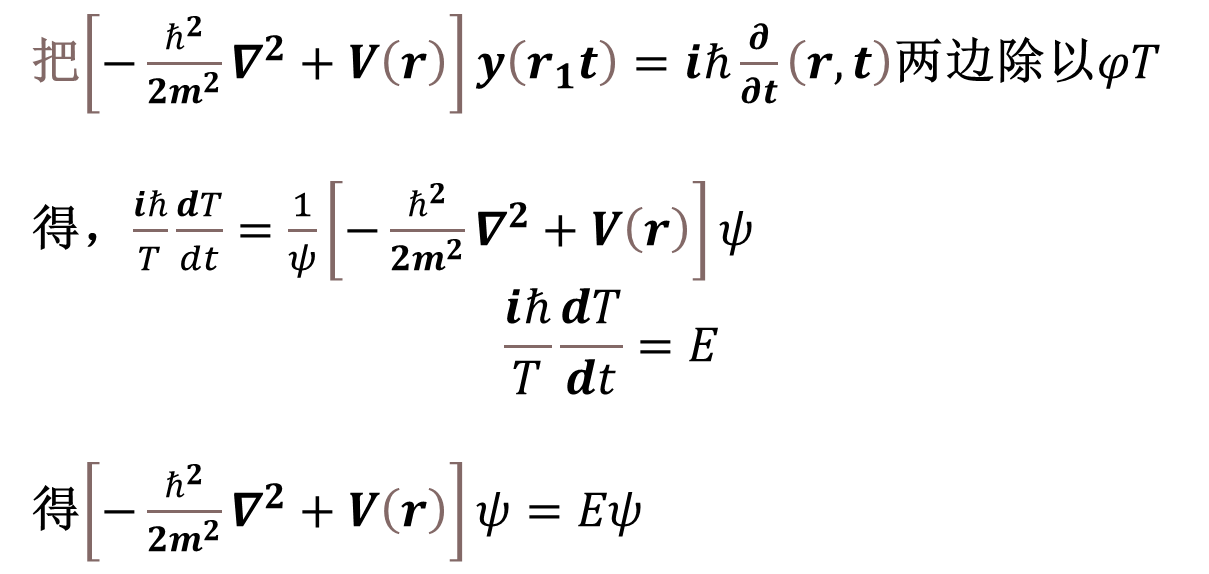 把[−ℏ²/2m² ∇² + V(r)] y(r₁t) = iℏ ∂/∂t (r,t)两边除以φT
得，iℏ/T dT/dt = 1/ψ [−ℏ²/2m² ∇² + V(r)] ψ
iℏ/T dT/dt = E
得[−ℏ²/2m² ∇² + V(r)] ψ = Eψ